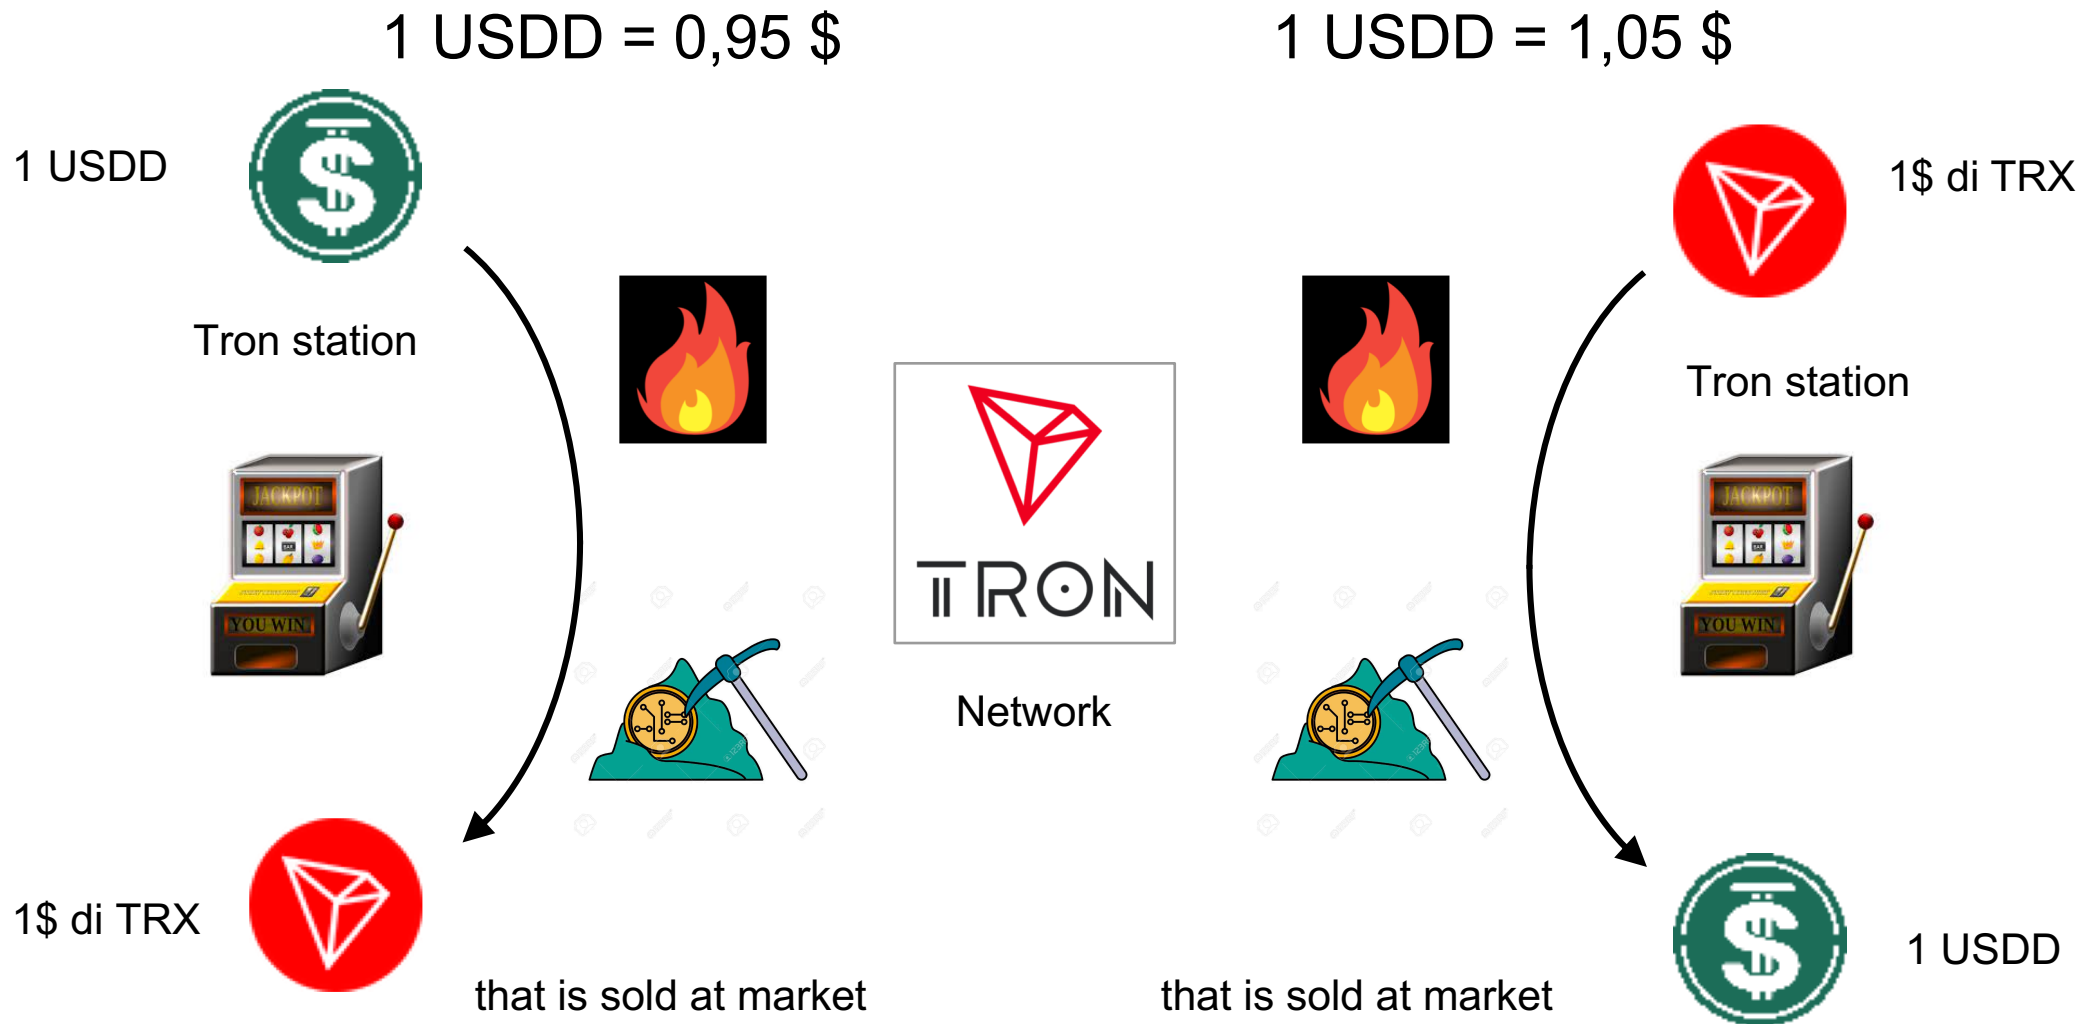 1 USDD = 0,95 $
1 USDD = 1,05 $
1 USDD
1$ di TRX
Tron station
Tron station
JACKPOT
JACKPOT
YOU WIN
YOU WIN
TRON
Network
1$ di TRX
1 USDD
that is sold at market
that is sold at market